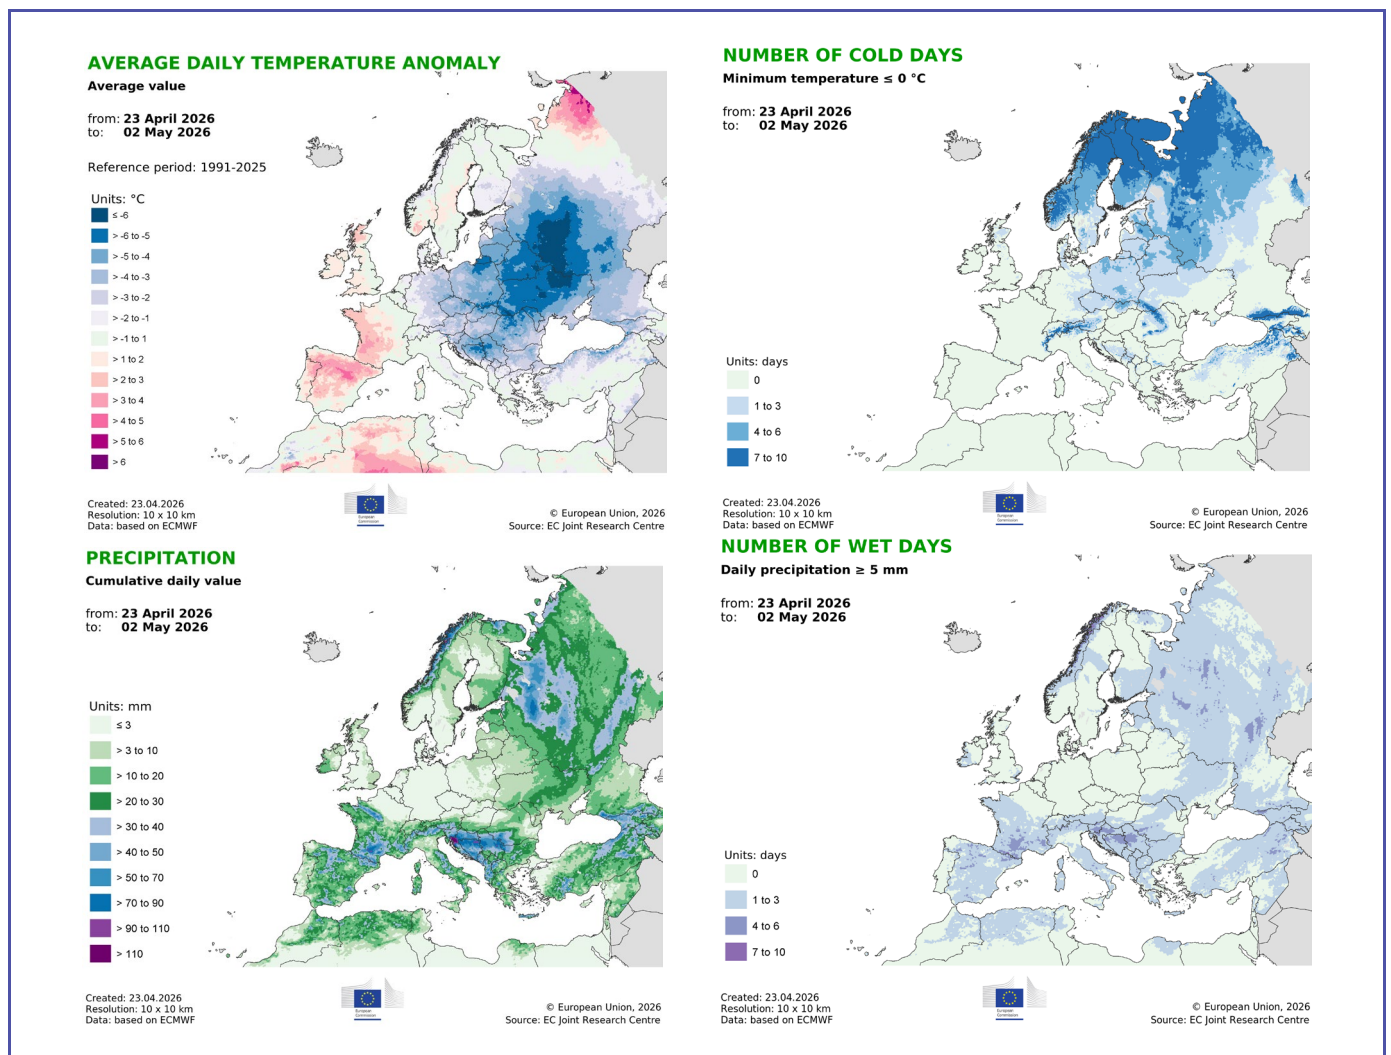 AVERAGE DAILY TEMPERATURE ANOMALY
Average value
from: 23 April 2026
to: 02 May 2026
Reference period: 1991-2025
Units: °C
≤ -6
> -6 to -5
> -5 to -4
> -4 to -3
> -3 to -2
> -2 to -1
> -1 to 1
> 1 to 2
> 2 to 3
> 3 to 4
> 4 to 5
> 5 to 6
> 6
Created: 23.04.2026
Resolution: 10 x 10 km
Data: based on ECMWF
European
Commission
© European Union, 2026
Source: EC Joint Research Centre
NUMBER OF COLD DAYS
Minimum temperature ≤ 0 °C
from: 23 April 2026
to: 02 May 2026
Units: days
0
1 to 3
4 to 6
7 to 10
Created: 23.04.2026
Resolution: 10 x 10 km
Data: based on ECMWF
European
Commission
© European Union, 2026
Source: EC Joint Research Centre
PRECIPITATION
Cumulative daily value
from: 23 April 2026
to: 02 May 2026
Units: mm
≤ 3
> 3 to 10
> 10 to 20
> 20 to 30
> 30 to 40
> 40 to 50
> 50 to 70
> 70 to 90
> 90 to 110
> 110
Created: 23.04.2026
Resolution: 10 x 10 km
Data: based on ECMWF
European
Commission
© European Union, 2026
Source: EC Joint Research Centre
NUMBER OF WET DAYS
Daily precipitation ≥ 5 mm
from: 23 April 2026
to: 02 May 2026
Units: days
0
1 to 3
4 to 6
7 to 10
Created: 23.04.2026
Resolution: 10 x 10 km
Data: based on ECMWF
European
Commission
© European Union, 2026
Source: EC Joint Research Centre